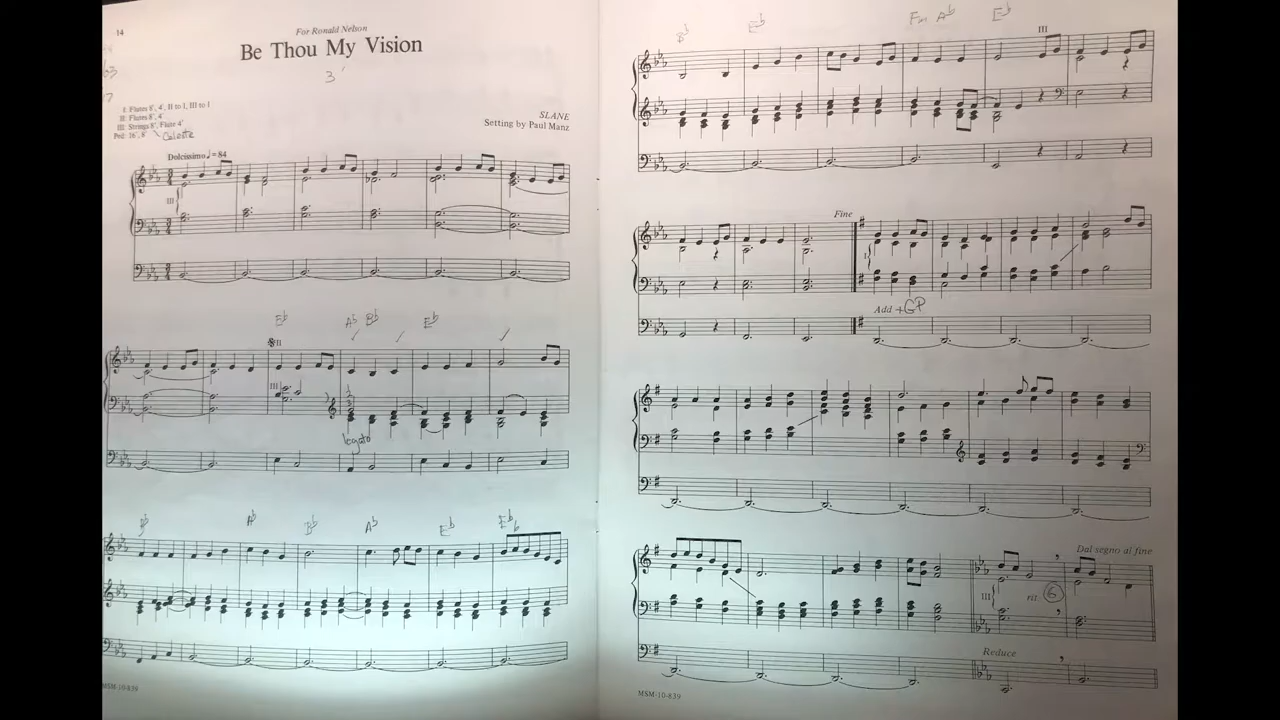 14
For Ronald Nelson
Be Thou My Vision
3'
I: Flutes 8', 4', II to I, III to I
II: Flutes 8', 4'
III: Strings 8', Flute 4'
Ped: 16', 8'
Celeste
SLANE
Setting by Paul Manz
Dolcissimo ♩=84
III
E♭ A♭ B♭ E♭
II
III
legato
B♭ A♭ B♭ A♭ E♭ E♭
MSM-10-839
B♭ E♭ Fm A♭ E♭
III
Fine
I
Add +GP
Dal segno al fine
III
rit
6
Reduce
MSM-10-839